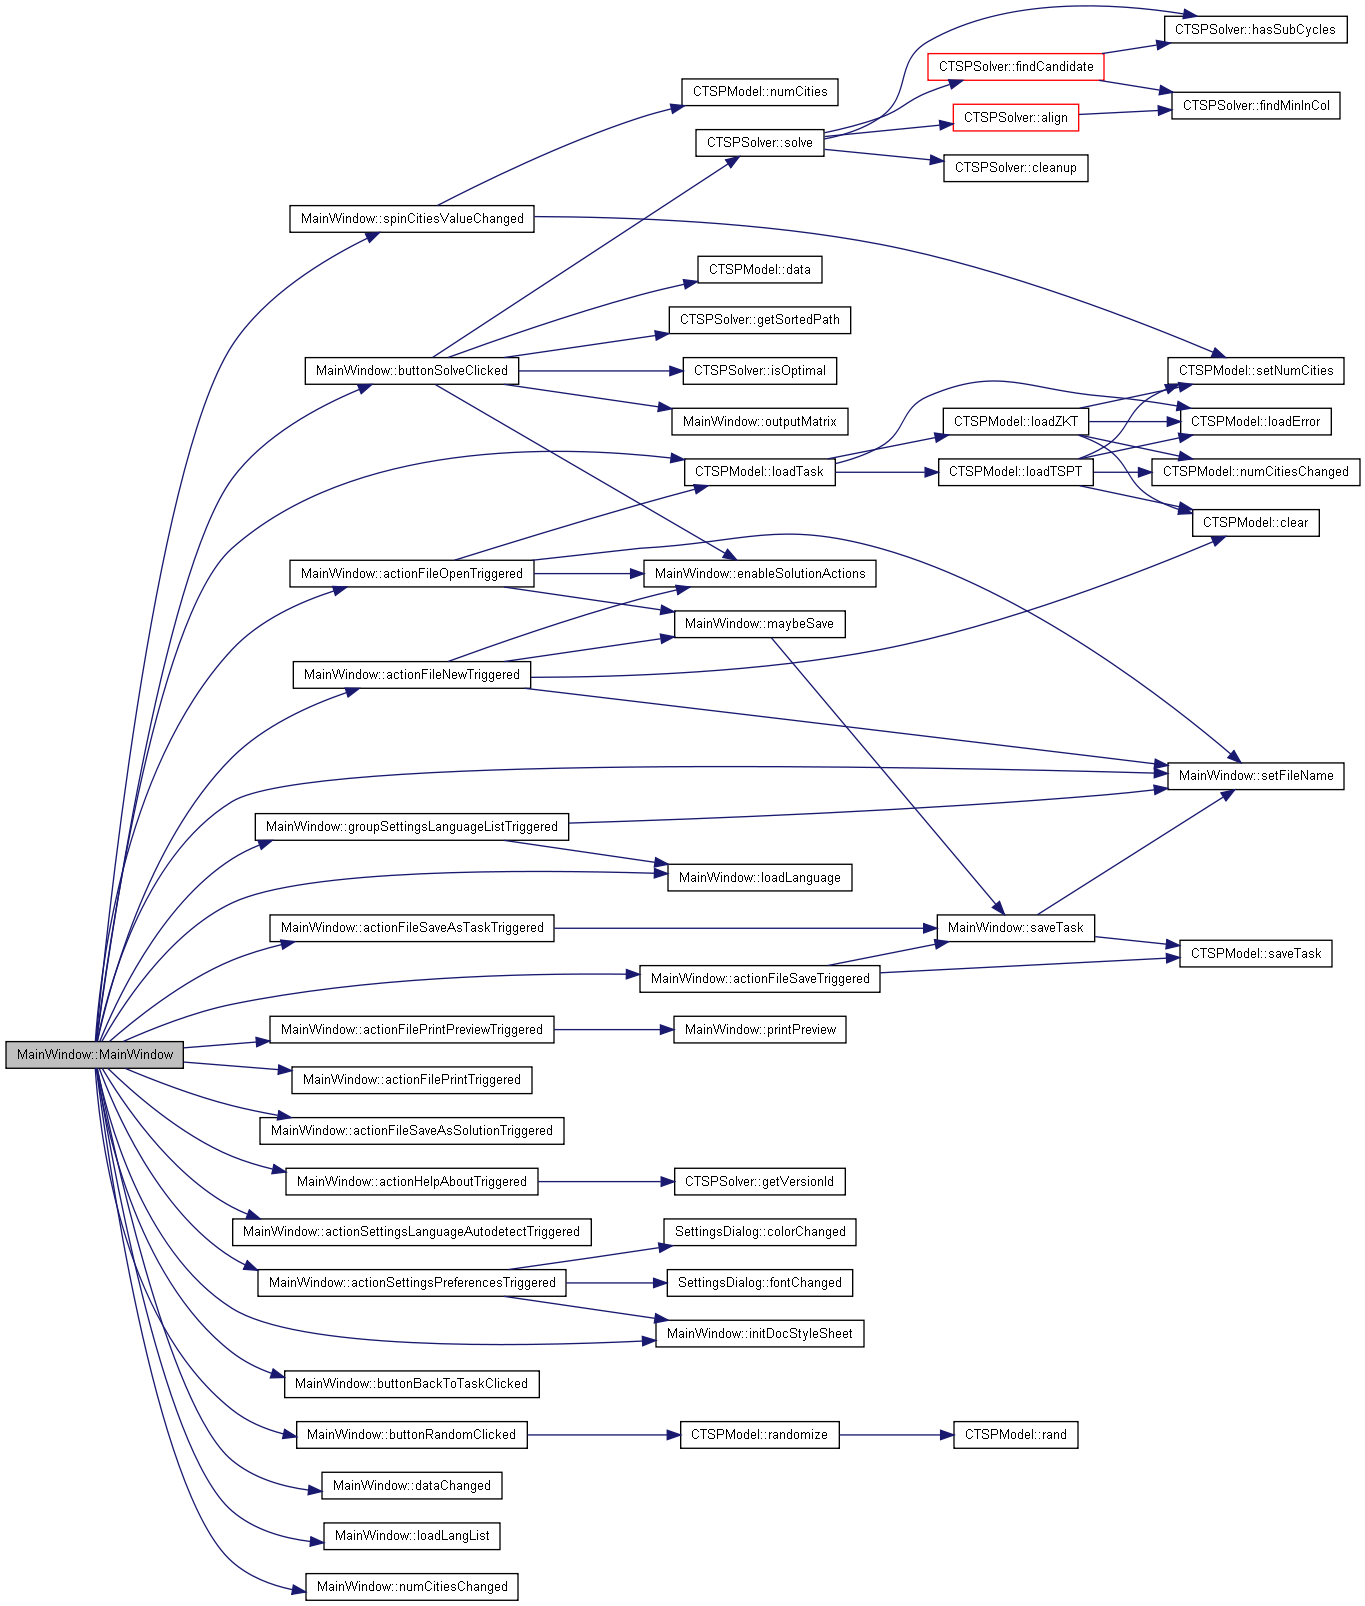 CTSPSolver::hasSubCycles
CTSPSolver::findCandidate
CTSPModel::numCities
CTSPSolver::findMinInCol
CTSPSolver::align
CTSPSolver::solve
CTSPSolver::cleanup
MainWindow::spinCitiesValueChanged
CTSPModel::data
CTSPSolver::getSortedPath
MainWindow::buttonSolveClicked
CTSPSolver::isOptimal
CTSPModel::setNumCities
MainWindow::outputMatrix
CTSPModel::loadZKT
CTSPModel::loadError
CTSPModel::loadTask
CTSPModel::loadTSPT
CTSPModel::numCitiesChanged
CTSPModel::clear
MainWindow::actionFileOpenTriggered
MainWindow::enableSolutionActions
MainWindow::maybeSave
MainWindow::actionFileNewTriggered
MainWindow::setFileName
MainWindow::groupSettingsLanguageListTriggered
MainWindow::loadLanguage
MainWindow::actionFileSaveAsTaskTriggered
MainWindow::saveTask
CTSPModel::saveTask
MainWindow::actionFileSaveTriggered
MainWindow::actionFilePrintPreviewTriggered
MainWindow::printPreview
MainWindow::MainWindow
MainWindow::actionFilePrintTriggered
MainWindow::actionFileSaveAsSolutionTriggered
MainWindow::actionHelpAboutTriggered
CTSPSolver::getVersionId
MainWindow::actionSettingsLanguageAutodetectTriggered
SettingsDialog::colorChanged
MainWindow::actionSettingsPreferencesTriggered
SettingsDialog::fontChanged
MainWindow::initDocStyleSheet
MainWindow::buttonBackToTaskClicked
MainWindow::buttonRandomClicked
CTSPModel::randomize
CTSPModel::rand
MainWindow::dataChanged
MainWindow::loadLangList
MainWindow::numCitiesChanged